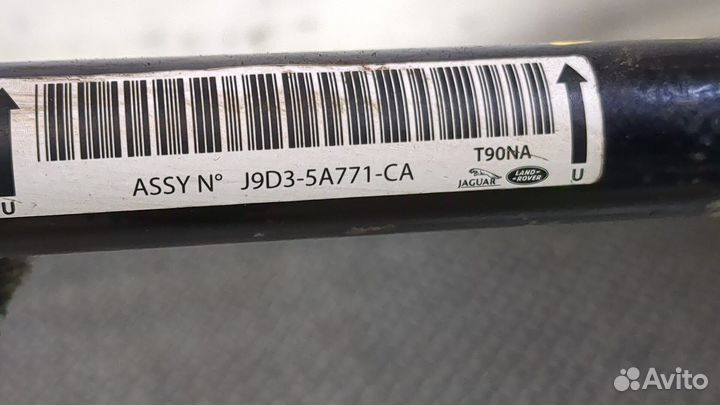 ASSY N° J9D3-5A771-CA
T90NA
JAGUAR
LAND-
ROVER
U
U
Avito